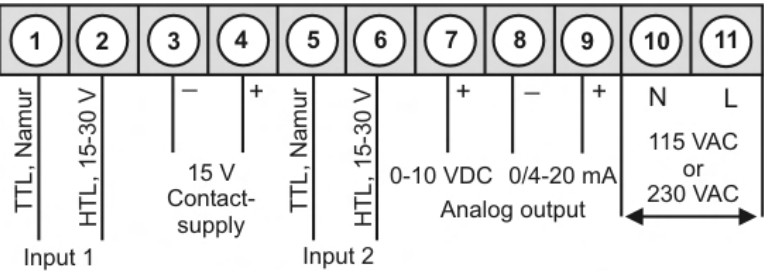 1 2 3 4 5 6 7 8 9 10 11
− + + − + N L
TTL, Namur
HTL, 15-30 V
15 V
Contact-
supply
TTL, Namur
HTL, 15-30 V
0-10 VDC 0/4-20 mA
Analog output
115 VAC
or
230 VAC
Input 1
Input 2